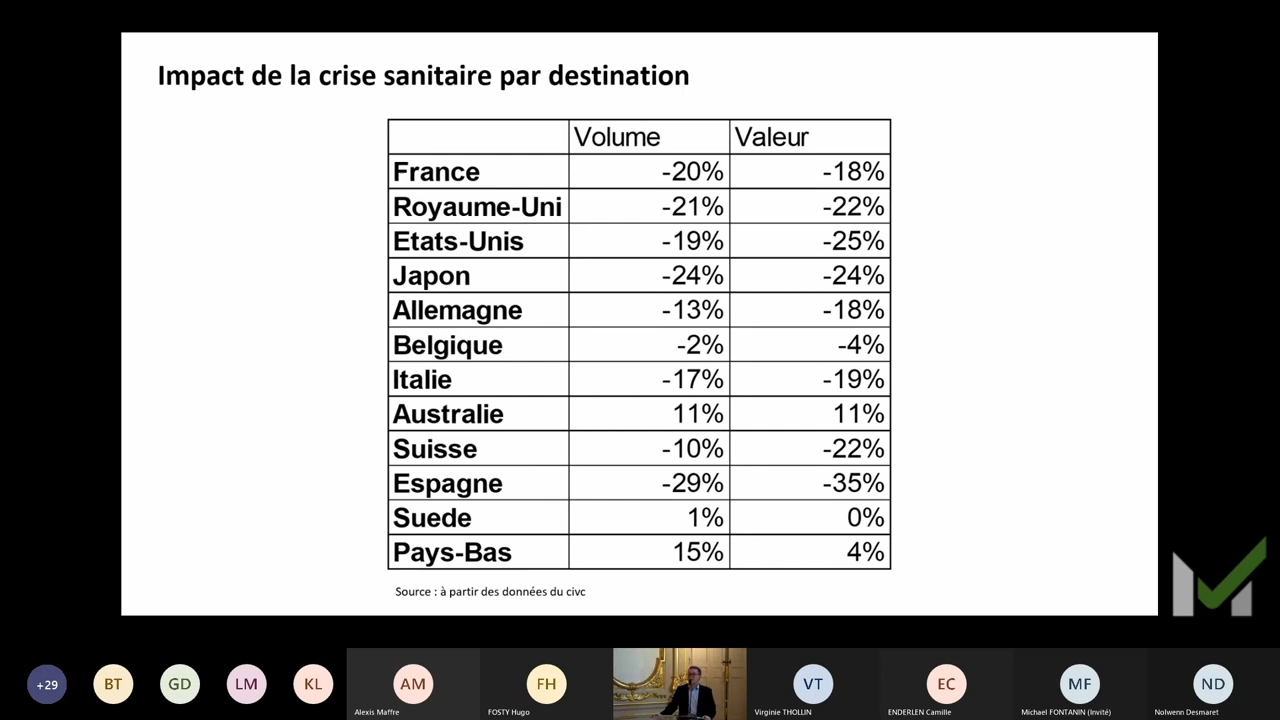 Impact de la crise sanitaire par destination
Volume Valeur
France -20% -18%
Royaume-Uni -21% -22%
Etats-Unis -19% -25%
Japon -24% -24%
Allemagne -13% -18%
Belgique -2% -4%
Italie -17% -19%
Australie 11% 11%
Suisse -10% -22%
Espagne -29% -35%
Suede 1% 0%
Pays-Bas 15% 4%
Source : à partir des données du civc
+29 BT GD LM KL AM FH VT EC MF ND
Alexis Maffre FOSTY Hugo Virginie THOLLIN ENDERLEN Camille Michael FONTANIN (Invité) Nolwenn Desmaret